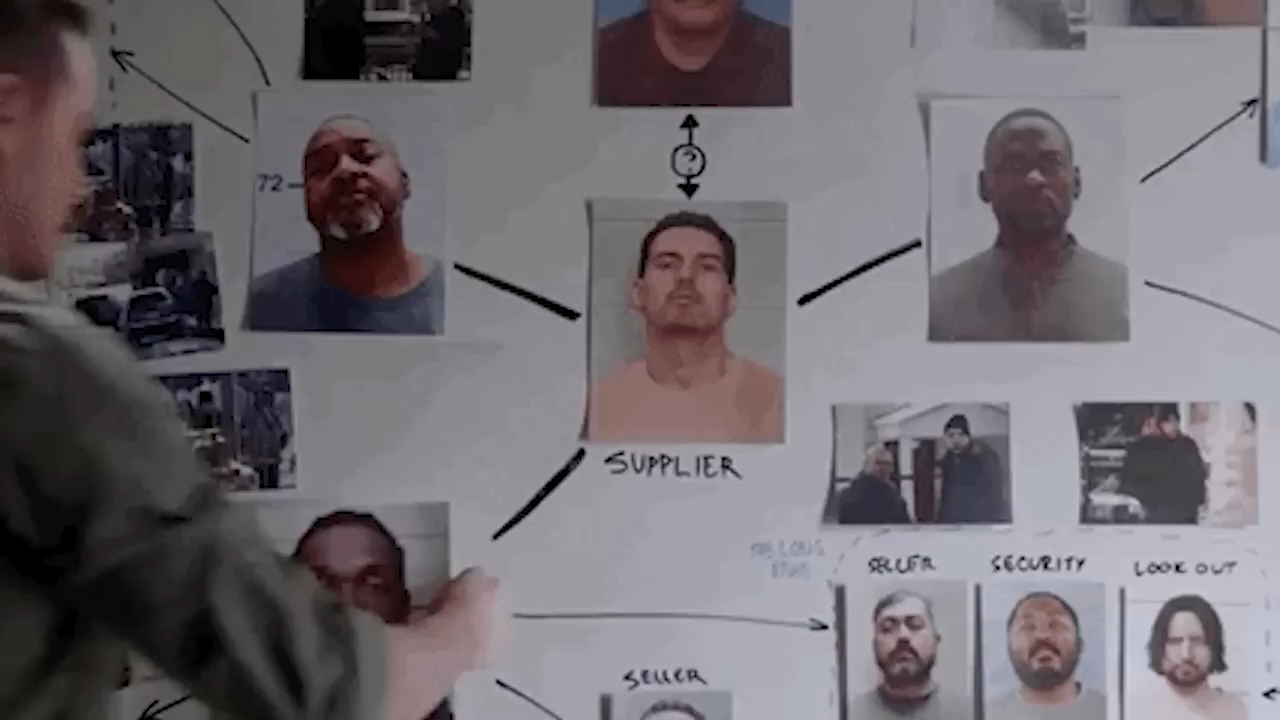 72
?
SUPPLIER
SELLER
SECURITY
LOOK OUT
SELLER